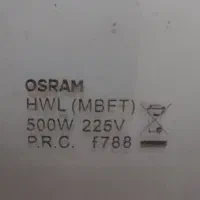 OSRAM
HWL (MBFT)
500W 225V
P.R.C. f788